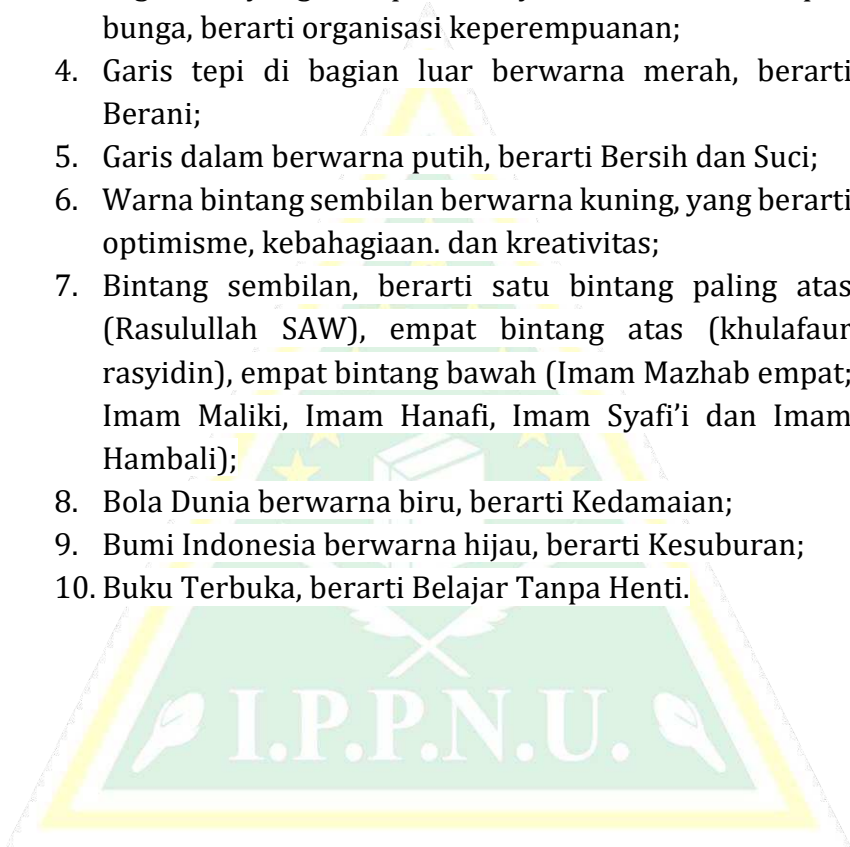 bunga, berarti organisasi keperempuanan;
4. Garis tepi di bagian luar berwarna merah, berarti
Berani;
5. Garis dalam berwarna putih, berarti Bersih dan Suci;
6. Warna bintang sembilan berwarna kuning, yang berarti
optimisme, kebahagiaan. dan kreativitas;
7. Bintang sembilan, berarti satu bintang paling atas
(Rasulullah SAW), empat bintang atas (khulafaur
rasyidin), empat bintang bawah (Imam Mazhab empat;
Imam Maliki, Imam Hanafi, Imam Syafi’i dan Imam
Hambali);
8. Bola Dunia berwarna biru, berarti Kedamaian;
9. Bumi Indonesia berwarna hijau, berarti Kesuburan;
10. Buku Terbuka, berarti Belajar Tanpa Henti.
I.P.P.N.U.